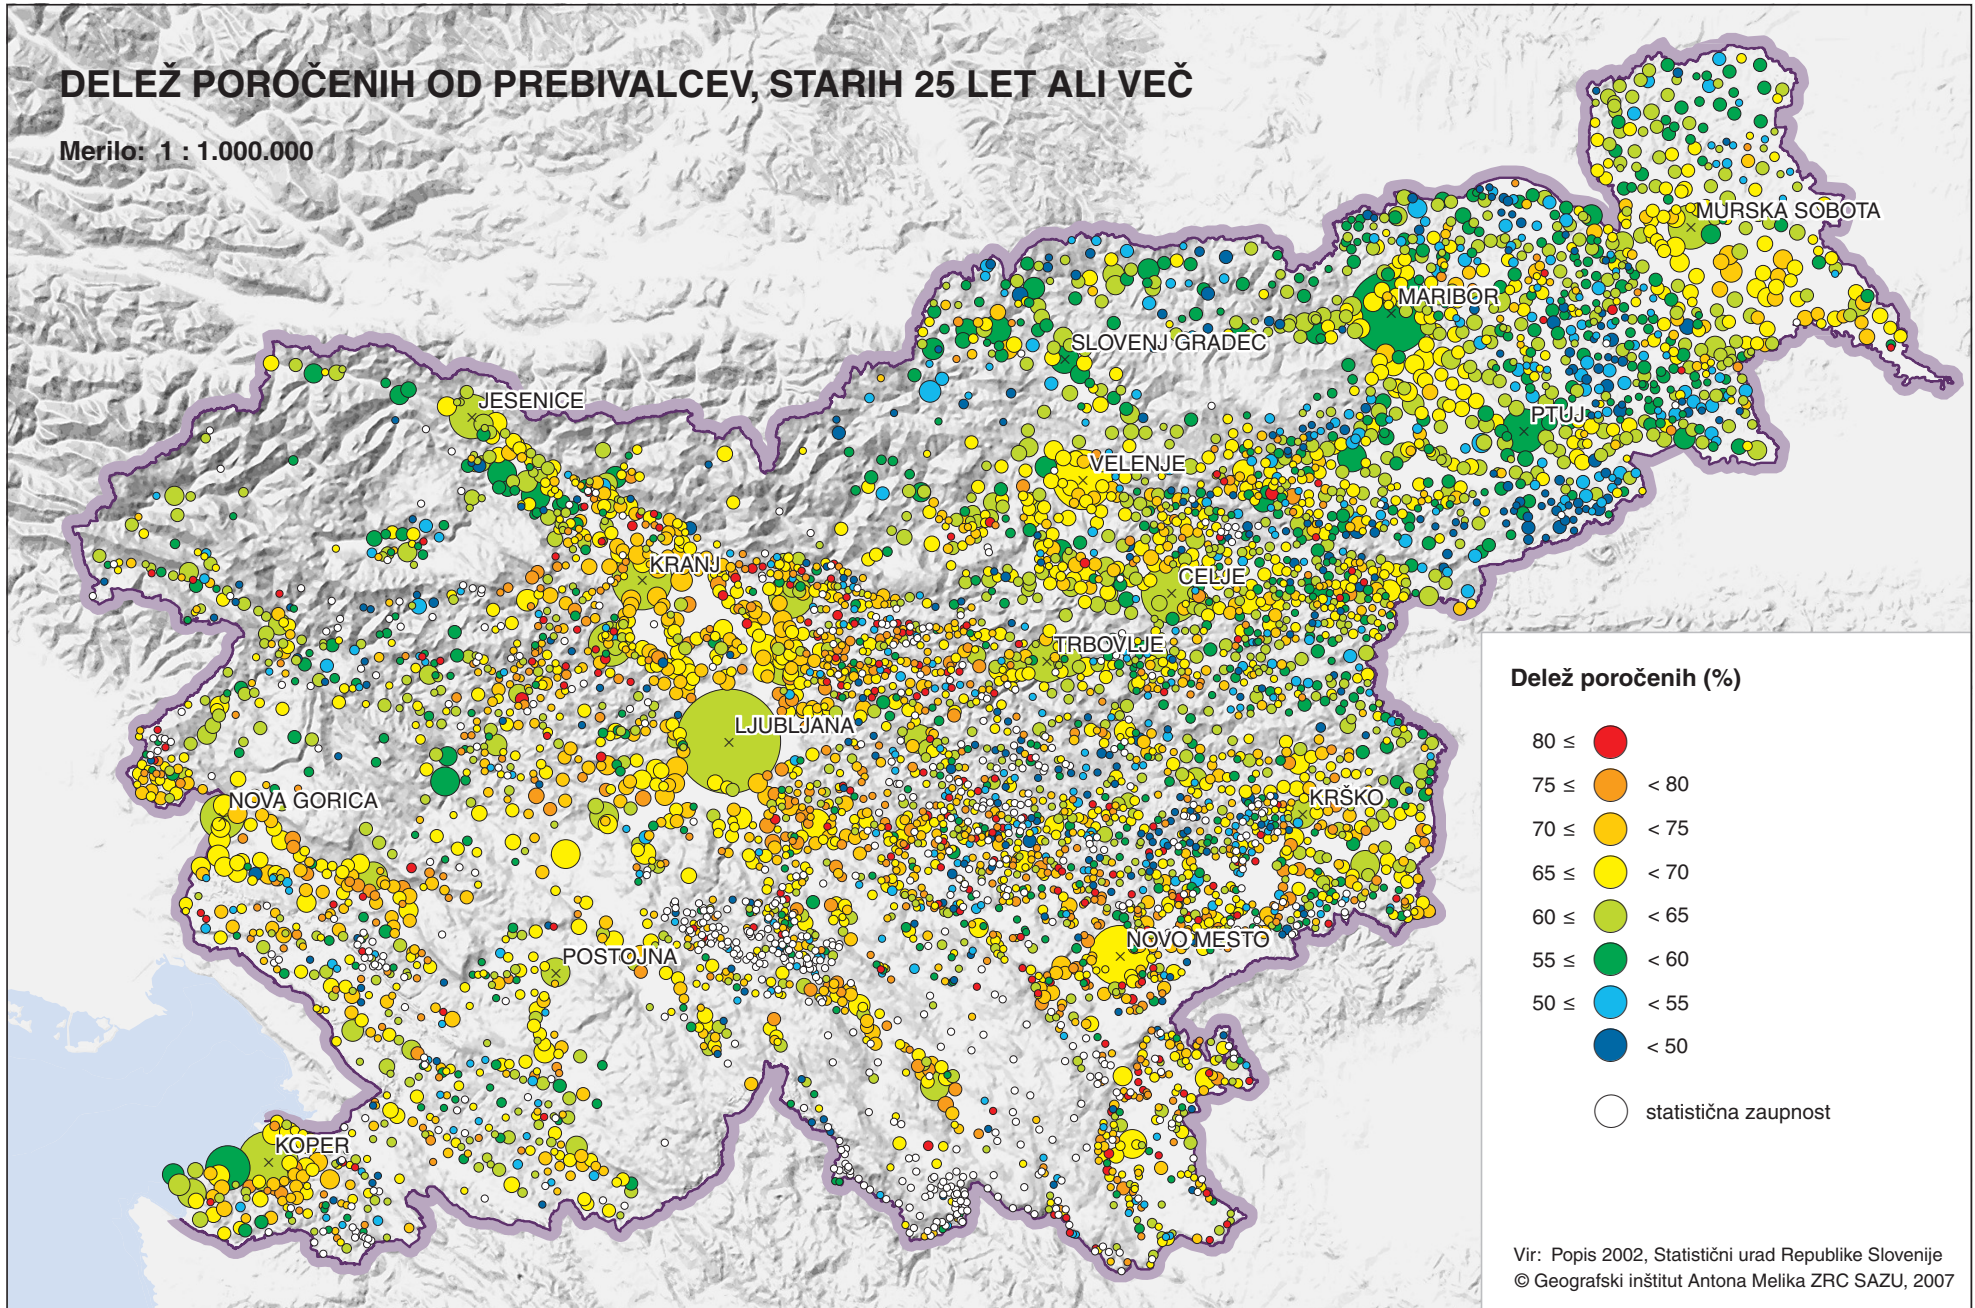 DELEŽ POROČENIH OD PREBIVALCEV, STARIH 25 LET ALI VEČ
Merilo: 1 : 1.000.000
MURSKA SOBOTA
MARIBOR
SLOVENJ GRADEC
JESENICE
PTUJ
VELENJE
KRANJ
CELJE
TRBOVLJE
LJUBLJANA
NOVA GORICA
KRŠKO
NOVO MESTO
POSTOJNA
KOPER
Delež poročenih (%)
80 ≤
75 ≤ < 80
70 ≤ < 75
65 ≤ < 70
60 ≤ < 65
55 ≤ < 60
50 ≤ < 55
< 50
statistična zaupnost
Vir: Popis 2002, Statistični urad Republike Slovenije
© Geografski inštitut Antona Melika ZRC SAZU, 2007